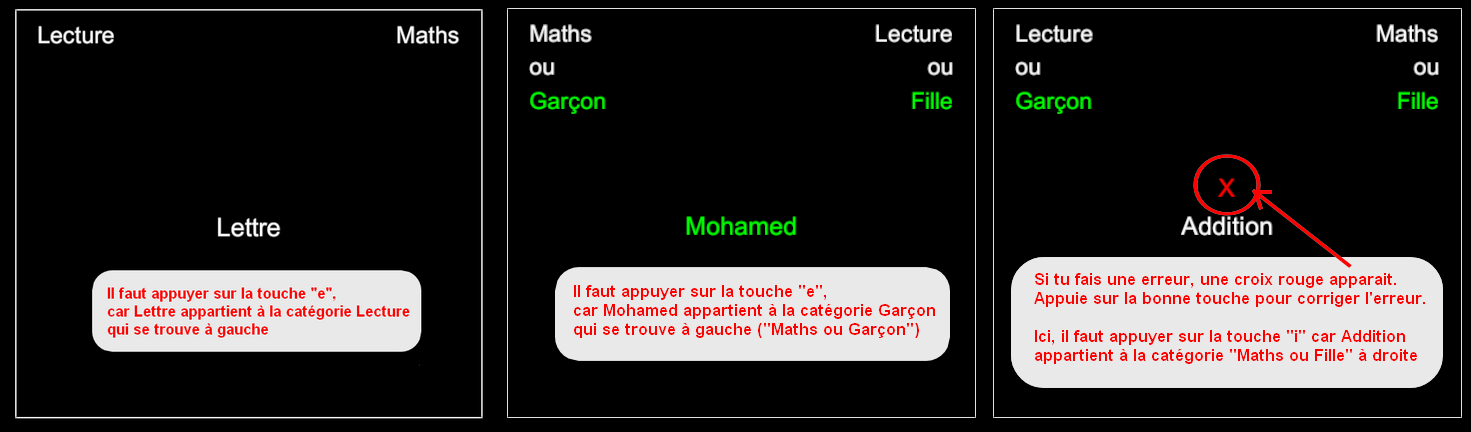 Lecture
Maths
Lettre
Il faut appuyer sur la touche "e",
car Lettre appartient à la catégorie Lecture
qui se trouve à gauche
Maths
ou
Garçon
Lecture
ou
Fille
Mohamed
Il faut appuyer sur la touche "e",
car Mohamed appartient à la catégorie Garçon
qui se trouve à gauche ("Maths ou Garçon")
Lecture
ou
Garçon
Maths
ou
Fille
X
Addition
Si tu fais une erreur, une croix rouge apparait.
Appuie sur la bonne touche pour corriger l'erreur.
Ici, il faut appuyer sur la touche "i" car Addition
appartient à la catégorie "Maths ou Fille" à droite